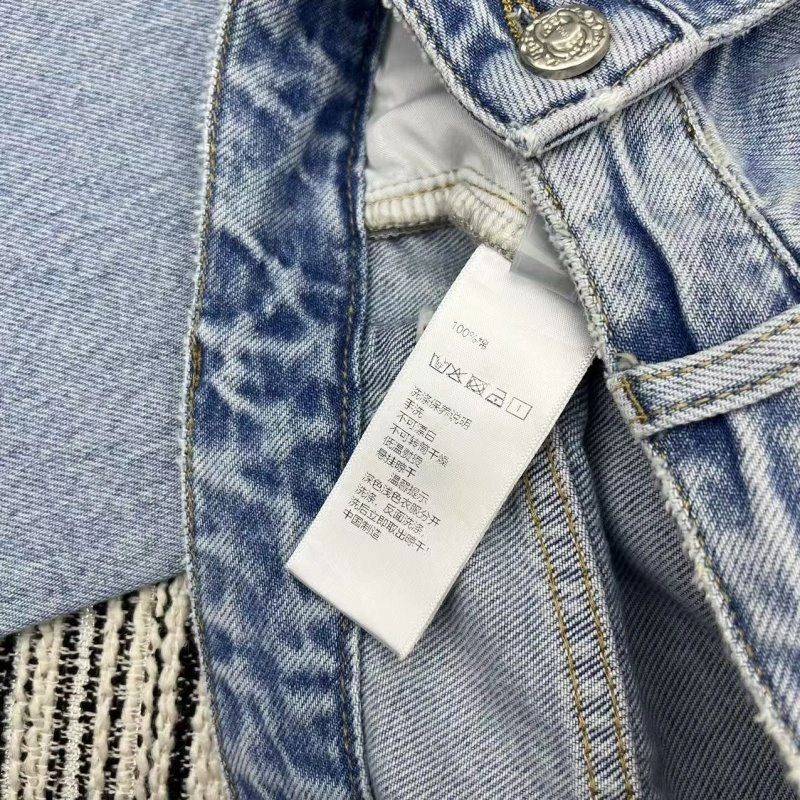 100%棉
洗涤保养说明
手洗
不可漂白
不可转笼干燥
低温熨烫
悬挂晾干
温馨提示
深色浅色衣服分开
洗涤，反面洗涤
洗后立即取出晾干!
中国制造